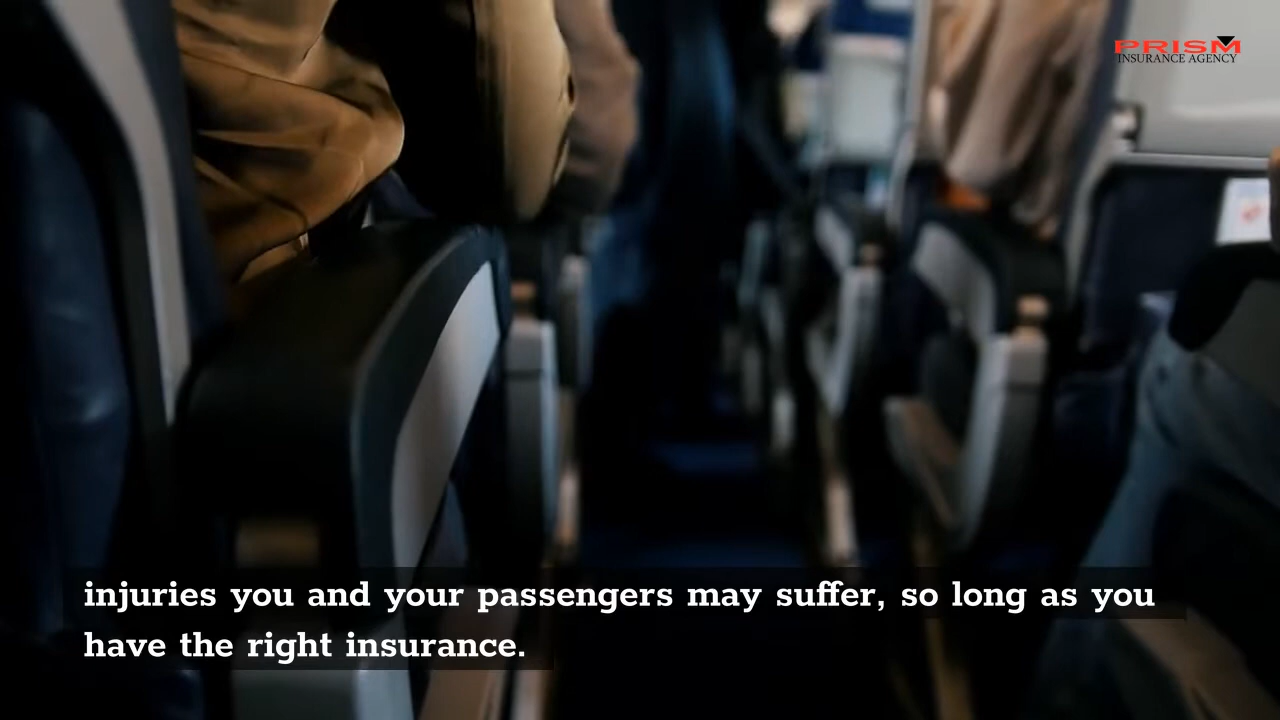 PRISM
INSURANCE AGENCY
injuries you and your passengers may suffer, so long as you
have the right insurance.